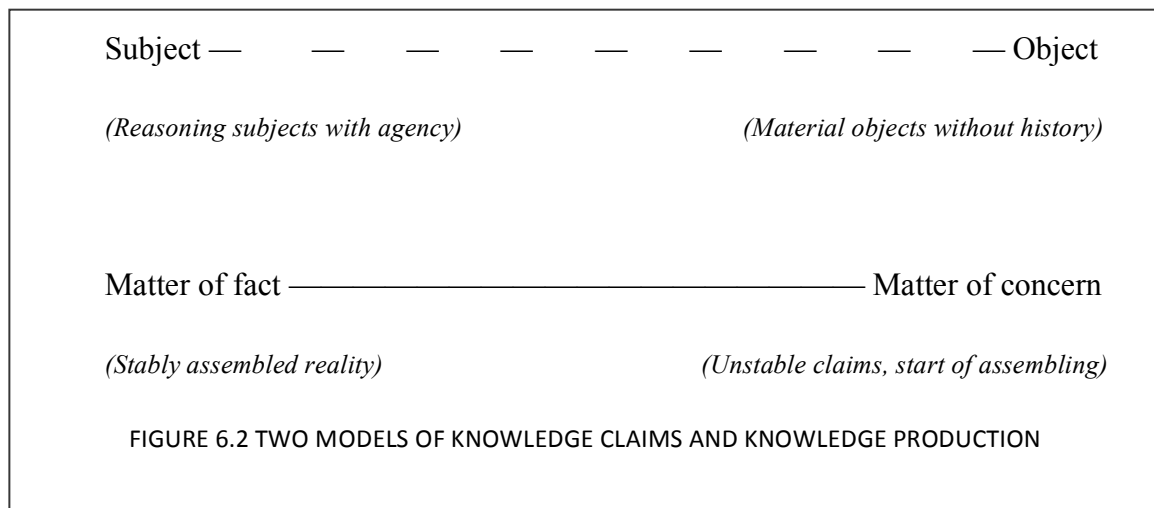 Subject — — — — — — — — — Object
(Reasoning subjects with agency) (Material objects without history)
Matter of fact —————————————————— Matter of concern
(Stably assembled reality) (Unstable claims, start of assembling)
FIGURE 6.2 TWO MODELS OF KNOWLEDGE CLAIMS AND KNOWLEDGE PRODUCTION